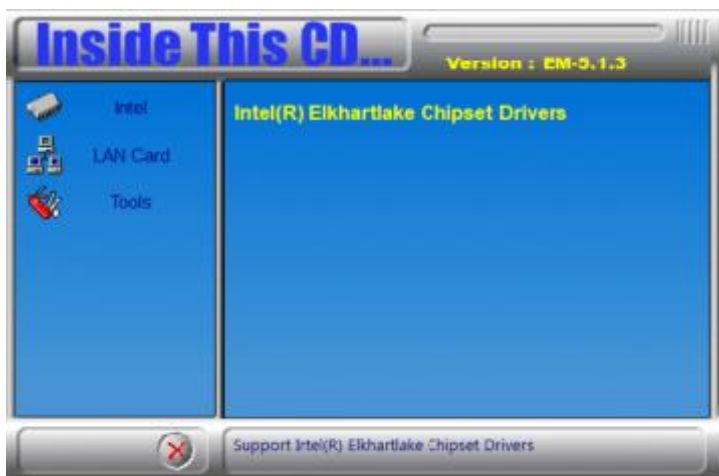 Inside This CD...
Version : EM-5.1.3
Intel
LAN Card
Tools
Intel(R) Elkhartlake Chipset Drivers
Support Intel(R) Elkhartlake Chipset Drivers